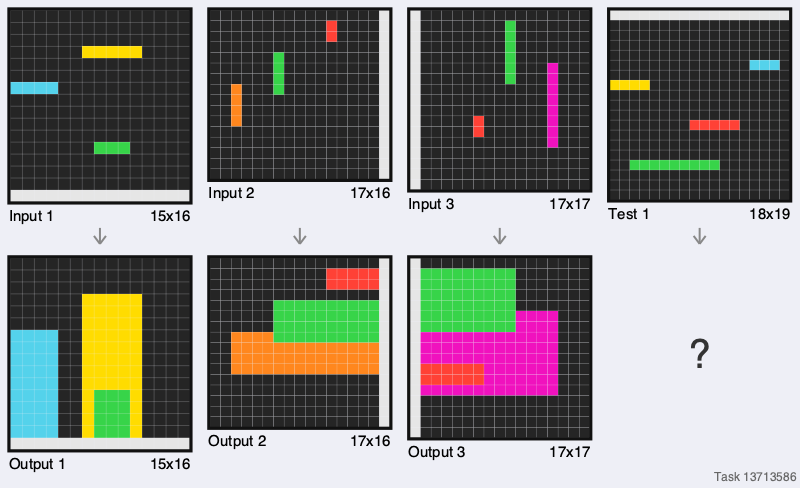 Input 1 15x16
Input 2 17x16
Input 3 17x17
Test 1 18x19
Output 1 15x16
Output 2 17x16
Output 3 17x17
?
Task 13713586